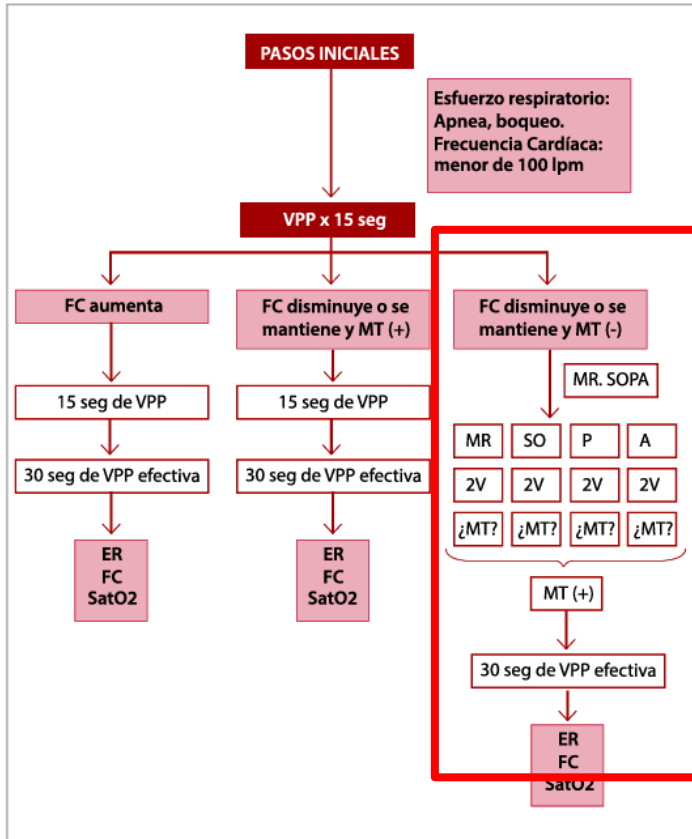 PASOS INICIALES
Esfuerzo respiratorio:
Apnea, boqueo.
Frecuencia Cardíaca:
menor de 100 lpm
VPP x 15 seg
FC aumenta
15 seg de VPP
30 seg de VPP efectiva
ER
FC
SatO2
FC disminuye o se
mantiene y MT (+)
15 seg de VPP
30 seg de VPP efectiva
ER
FC
SatO2
FC disminuye o se
mantiene y MT (-)
MR. SOPA
MR SO P A
2V 2V 2V 2V
¿MT? ¿MT? ¿MT? ¿MT?
MT (+)
30 seg de VPP efectiva
ER
FC
SatO2